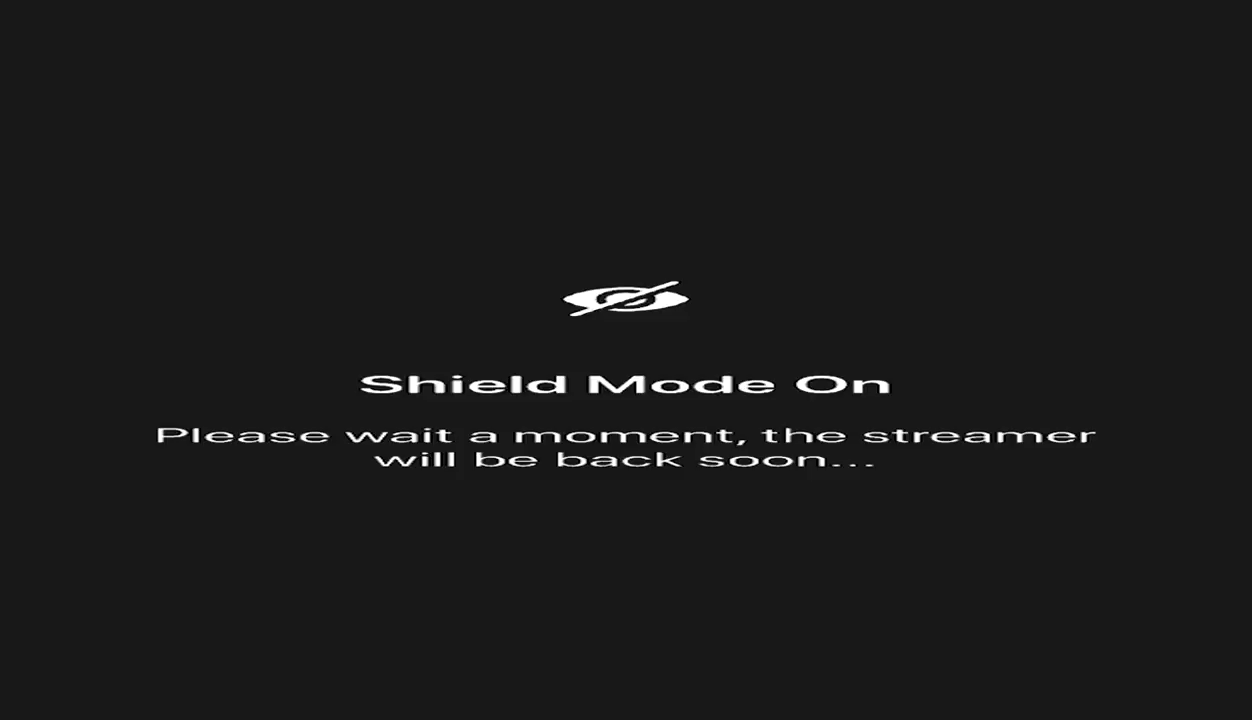 Shield Mode On
Please wait a moment, the streamer
will be back soon...